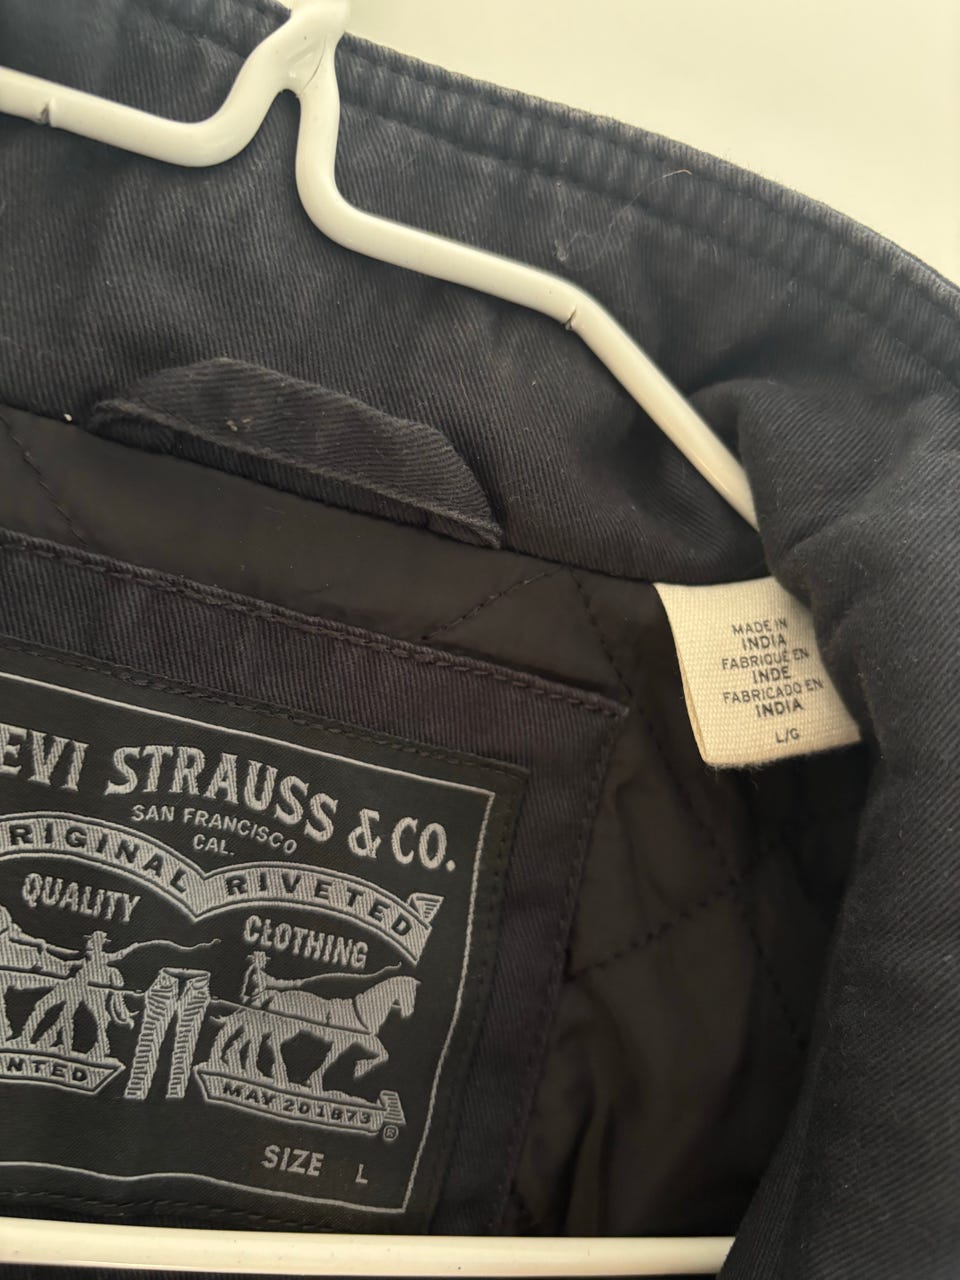 EVI STRAUSS & CO.
SAN FRANCISCO
CAL.
RIGINAL RIVETED
QUALITY
CLOTHING
NTED
MAY 20 1873
®
SIZE L
MADE IN
INDIA
FABRIQUÉ EN
INDE
FABRICADO EN
INDIA
L/G